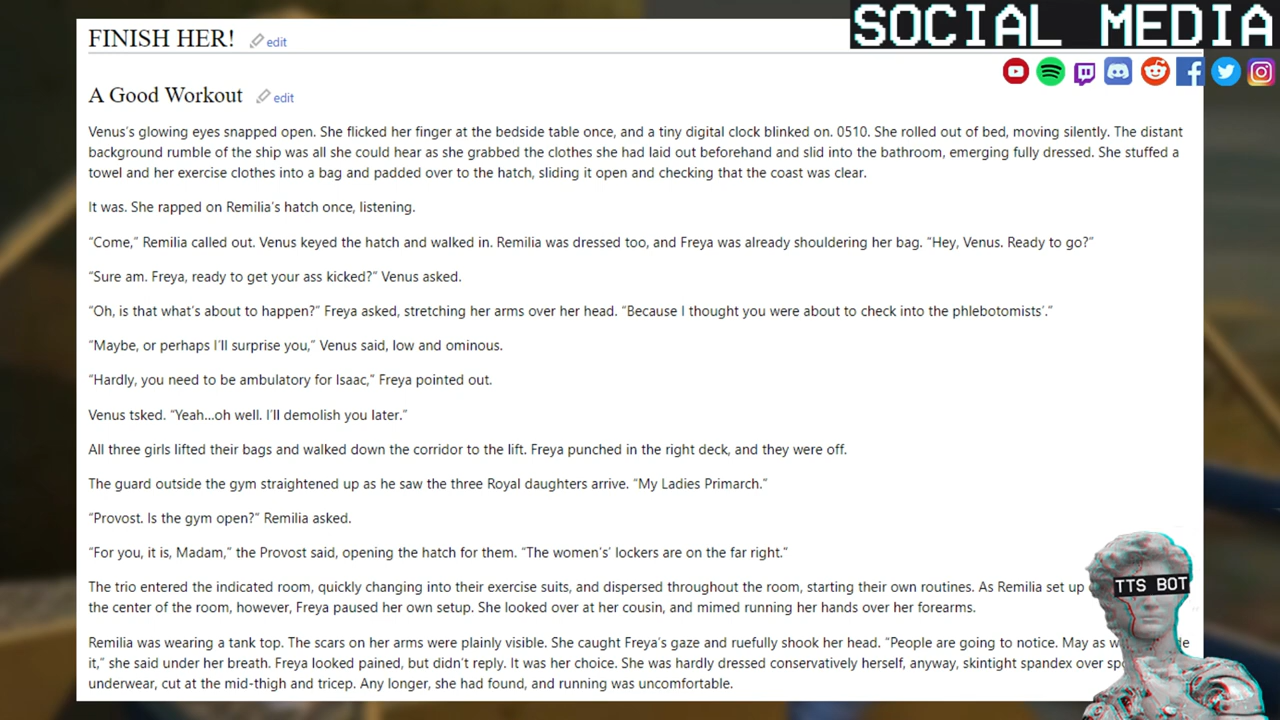 SOCIAL MEDIA
FINISH HER! edit
A Good Workout edit
Venus’s glowing eyes snapped open. She flicked her finger at the bedside table once, and a tiny digital clock blinked on. 0510. She rolled out of bed, moving silently. The distant
background rumble of the ship was all she could hear as she grabbed the clothes she had laid out beforehand and slid into the bathroom, emerging fully dressed. She stuffed a
towel and her exercise clothes into a bag and padded over to the hatch, sliding it open and checking that the coast was clear.
It was. She rapped on Remilia’s hatch once, listening.
“Come,” Remilia called out. Venus keyed the hatch and walked in. Remilia was dressed too, and Freya was already shouldering her bag. “Hey, Venus. Ready to go?”
“Sure am. Freya, ready to get your ass kicked?” Venus asked.
“Oh, is that what’s about to happen?” Freya asked, stretching her arms over her head. “Because I thought you were about to check into the phlebotomists’.”
“Maybe, or perhaps I’ll surprise you,” Venus said, low and ominous.
“Hardly, you need to be ambulatory for Isaac,” Freya pointed out.
Venus tsked. “Yeah…oh well. I’ll demolish you later.”
All three girls lifted their bags and walked down the corridor to the lift. Freya punched in the right deck, and they were off.
The guard outside the gym straightened up as he saw the three Royal daughters arrive. “My Ladies Primarch.”
“Provost. Is the gym open?” Remilia asked.
“For you, it is, Madam,” the Provost said, opening the hatch for them. “The women’s’ lockers are on the far right.”
The trio entered the indicated room, quickly changing into their exercise suits, and dispersed throughout the room, starting their own routines. As Remilia set up
the center of the room, however, Freya paused her own setup. She looked over at her cousin, and mimed running her hands over her forearms.
Remilia was wearing a tank top. The scars on her arms were plainly visible. She caught Freya’s gaze and ruefully shook her head. “People are going to notice. May as
it,” she said under her breath. Freya looked pained, but didn’t reply. It was her choice. She was hardly dressed conservatively herself, anyway, skintight spandex over
underwear, cut at the mid-thigh and tricep. Any longer, she had found, and running was uncomfortable.
TTS BOT